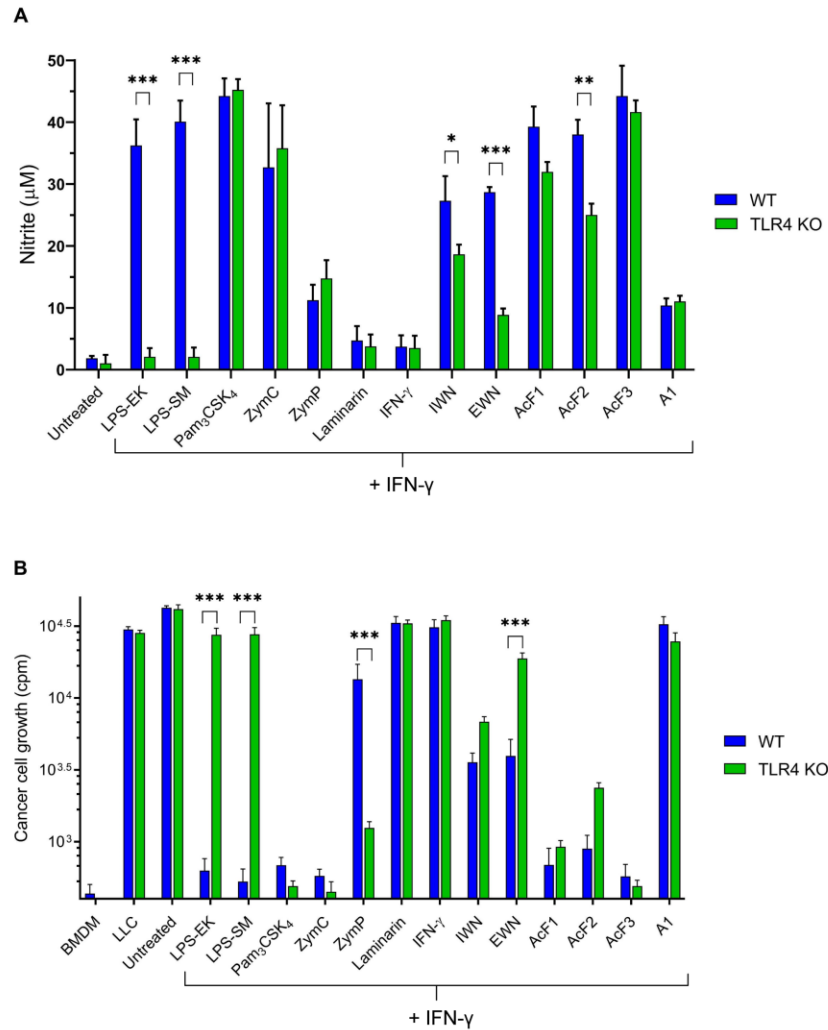 A
Nitrite (μM)
50
40
30
20
10
0
*** *** * *** **
WT
TLR4 KO
Untreated LPS-EK LPS-SM Pam₃CSK₄ ZymC ZymP Laminarin IFN-γ IWN EWN AcF1 AcF2 AcF3 A1
+ IFN-γ
B
Cancer cell growth (cpm)
10^4.5
10^4
10^3.5
10^3
*** *** *** ***
WT
TLR4 KO
BMDM LLC Untreated LPS-EK LPS-SM Pam₃CSK₄ ZymC ZymP Laminarin IFN-γ IWN EWN AcF1 AcF2 AcF3 A1
+ IFN-γ